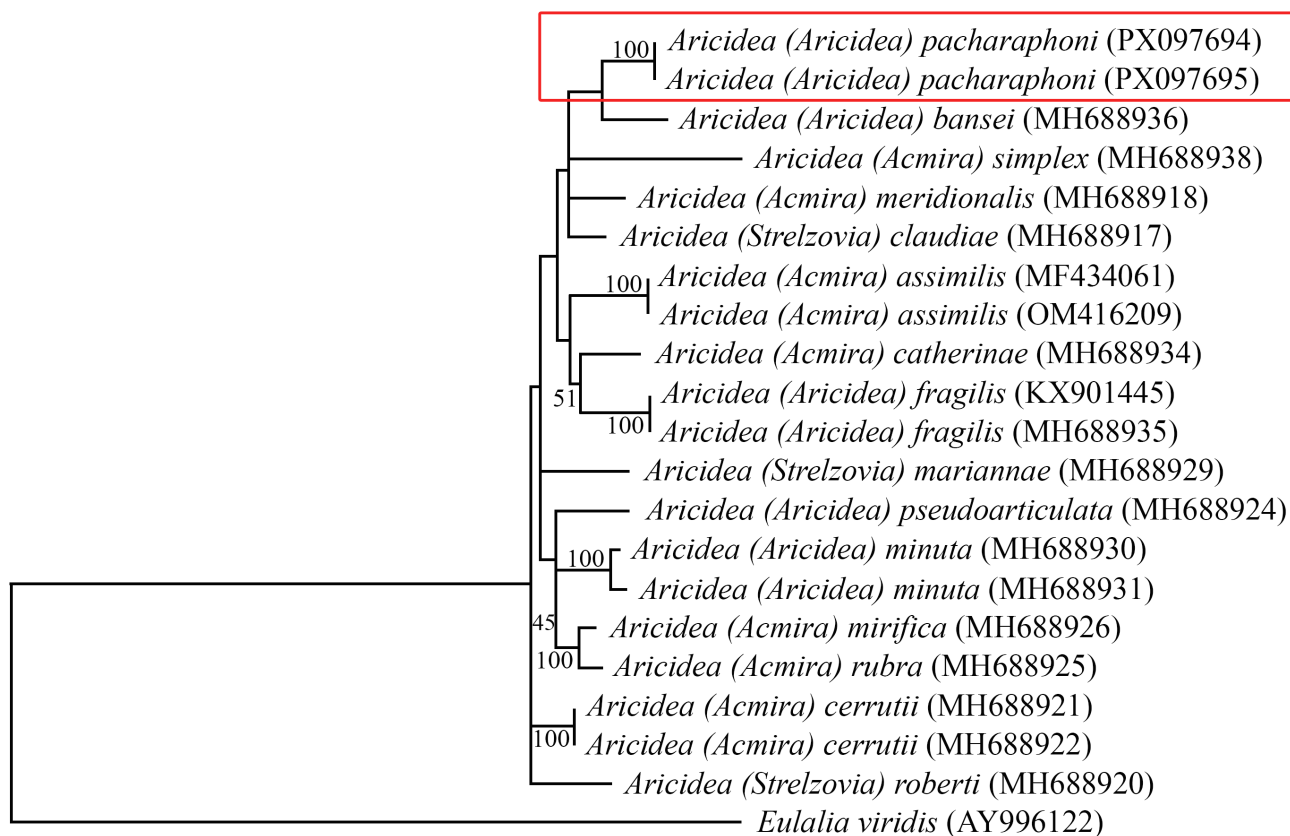 100
Aricidea (Aricidea) pacharaphoni (PX097694)
Aricidea (Aricidea) pacharaphoni (PX097695)
Aricidea (Aricidea) bansei (MH688936)
Aricidea (Acmira) simplex (MH688938)
Aricidea (Acmira) meridionalis (MH688918)
Aricidea (Strelzovia) claudiae (MH688917)
100
Aricidea (Acmira) assimilis (MF434061)
Aricidea (Acmira) assimilis (OM416209)
Aricidea (Acmira) catherinae (MH688934)
51
Aricidea (Aricidea) fragilis (KX901445)
100
Aricidea (Aricidea) fragilis (MH688935)
Aricidea (Strelzovia) mariannae (MH688929)
Aricidea (Aricidea) pseudoarticulata (MH688924)
100
Aricidea (Aricidea) minuta (MH688930)
Aricidea (Aricidea) minuta (MH688931)
45
Aricidea (Acmira) mirifica (MH688926)
100
Aricidea (Acmira) rubra (MH688925)
Aricidea (Acmira) cerrutii (MH688921)
100
Aricidea (Acmira) cerrutii (MH688922)
Aricidea (Strelzovia) roberti (MH688920)
Eulalia viridis (AY996122)